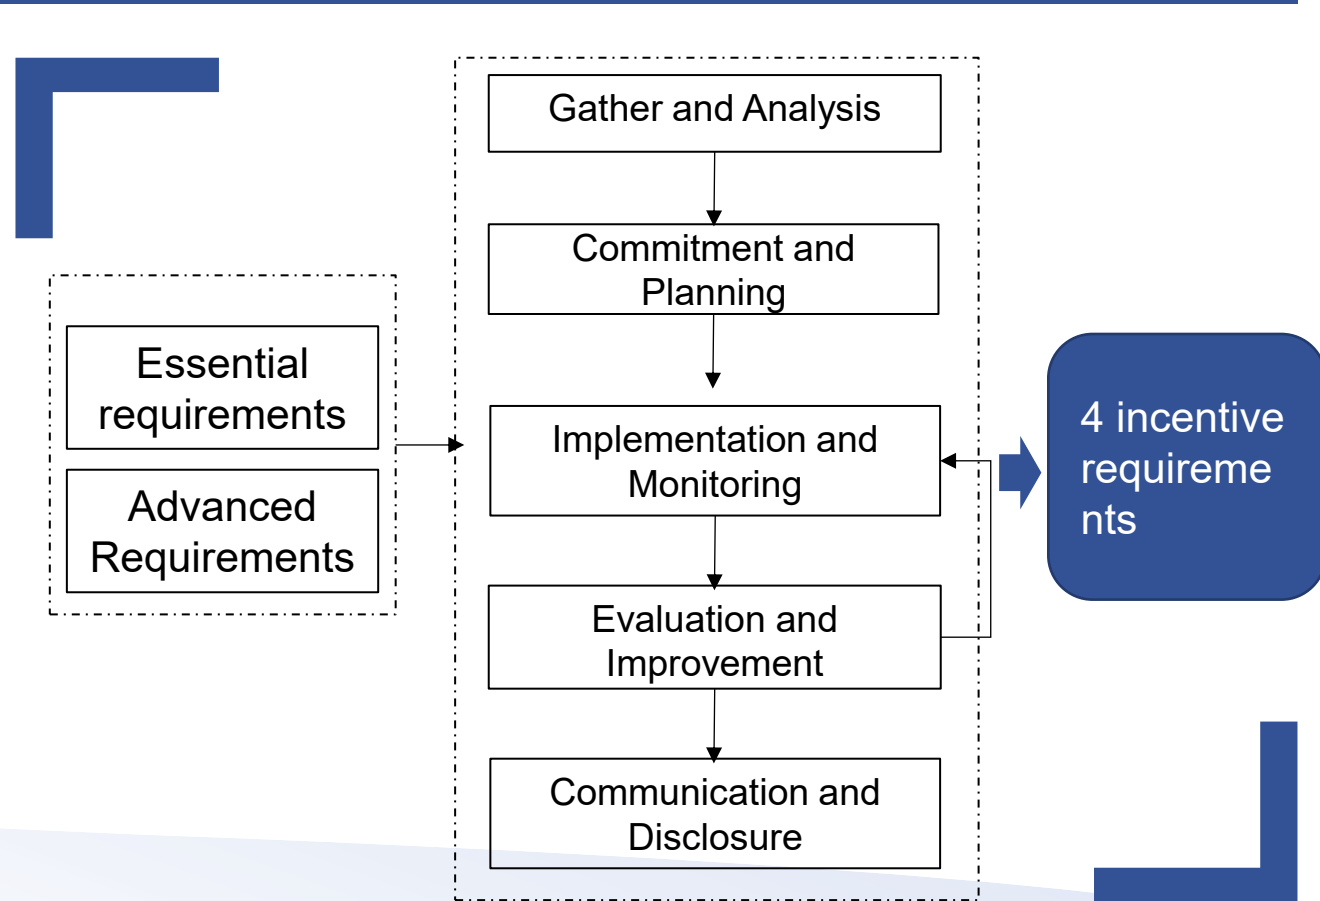 Gather and Analysis
Commitment and
Planning
Essential
requirements
Advanced
Requirements
Implementation and
Monitoring
Evaluation and
Improvement
Communication and
Disclosure
4 incentive
requireme
nts